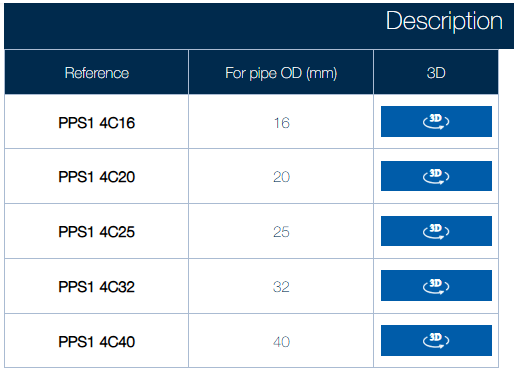 Description
Reference For pipe OD (mm) 3D
PPS1 4C16 16 3D
PPS1 4C20 20 3D
PPS1 4C25 25 3D
PPS1 4C32 32 3D
PPS1 4C40 40 3D